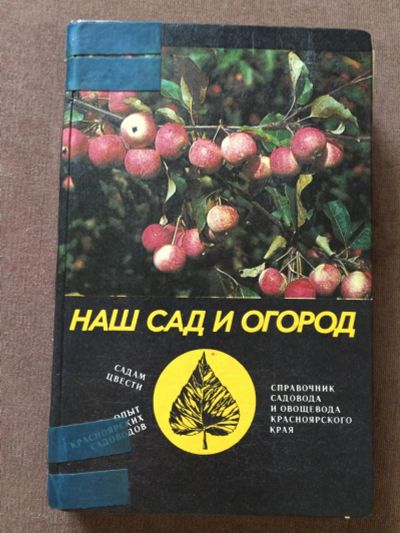 НАШ САД И ОГОРОД
САДАМ
ЦВЕСТИ
ОПЫТ
КРАСНОЯРСКИХ
САДОВОДОВ
СПРАВОЧНИК
САДОВОДА
И ОВОЩЕВОДА
КРАСНОЯРСКОГО
КРАЯ